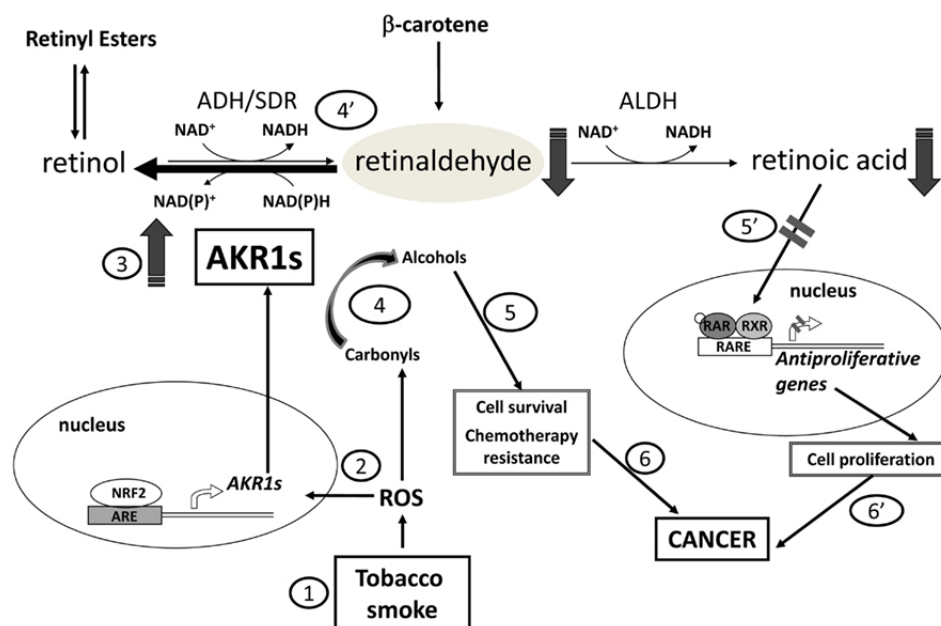 β-carotene
Retinyl Esters
ADH/SDR
4'
ALDH
NAD⁺
NADH
NAD⁺
NADH
retinol
retinaldehyde
retinoic acid
NAD(P)⁺
NAD(P)H
5'
3
AKR1s
Alcohols
nucleus
4
5
RAR
RXR
RARE
Carbonyls
Antiproliferative
genes
Cell survival
Chemotherapy
resistance
nucleus
2
6
Cell proliferation
AKR1s
NRF2
ARE
ROS
6'
CANCER
1
Tobacco
smoke